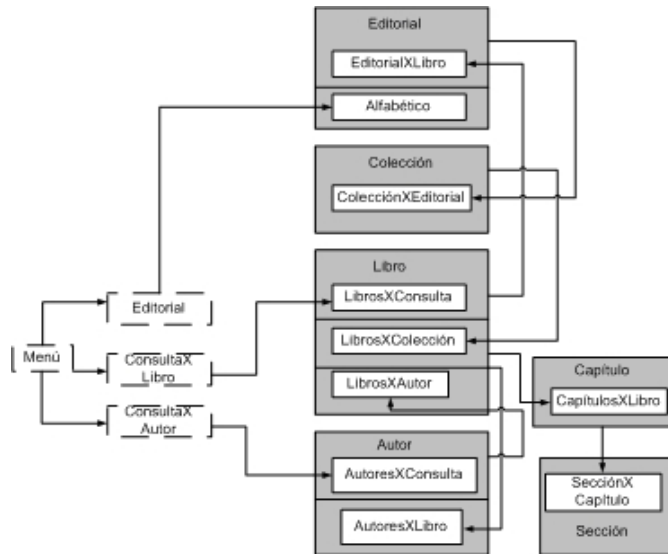 Editorial
EditorialXLibro
Alfabético
Colección
ColecciónXEditorial
Libro
LibrosXConsulta
LibrosXColección
LibrosXAutor
Menú
Editorial
ConsultaX
Libro
ConsultaX
Autor
Autor
AutoresXConsulta
AutoresXLibro
Capítulo
CapítulosXLibro
SecciónX
Capítulo
Sección